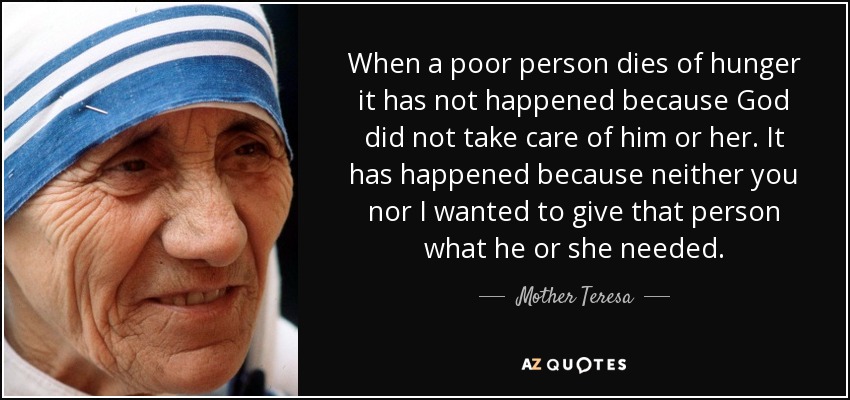 When a poor person dies of hunger
it has not happened because God
did not take care of him or her. It
has happened because neither you
nor I wanted to give that person
what he or she needed.
Mother Teresa
AZ QUOTES